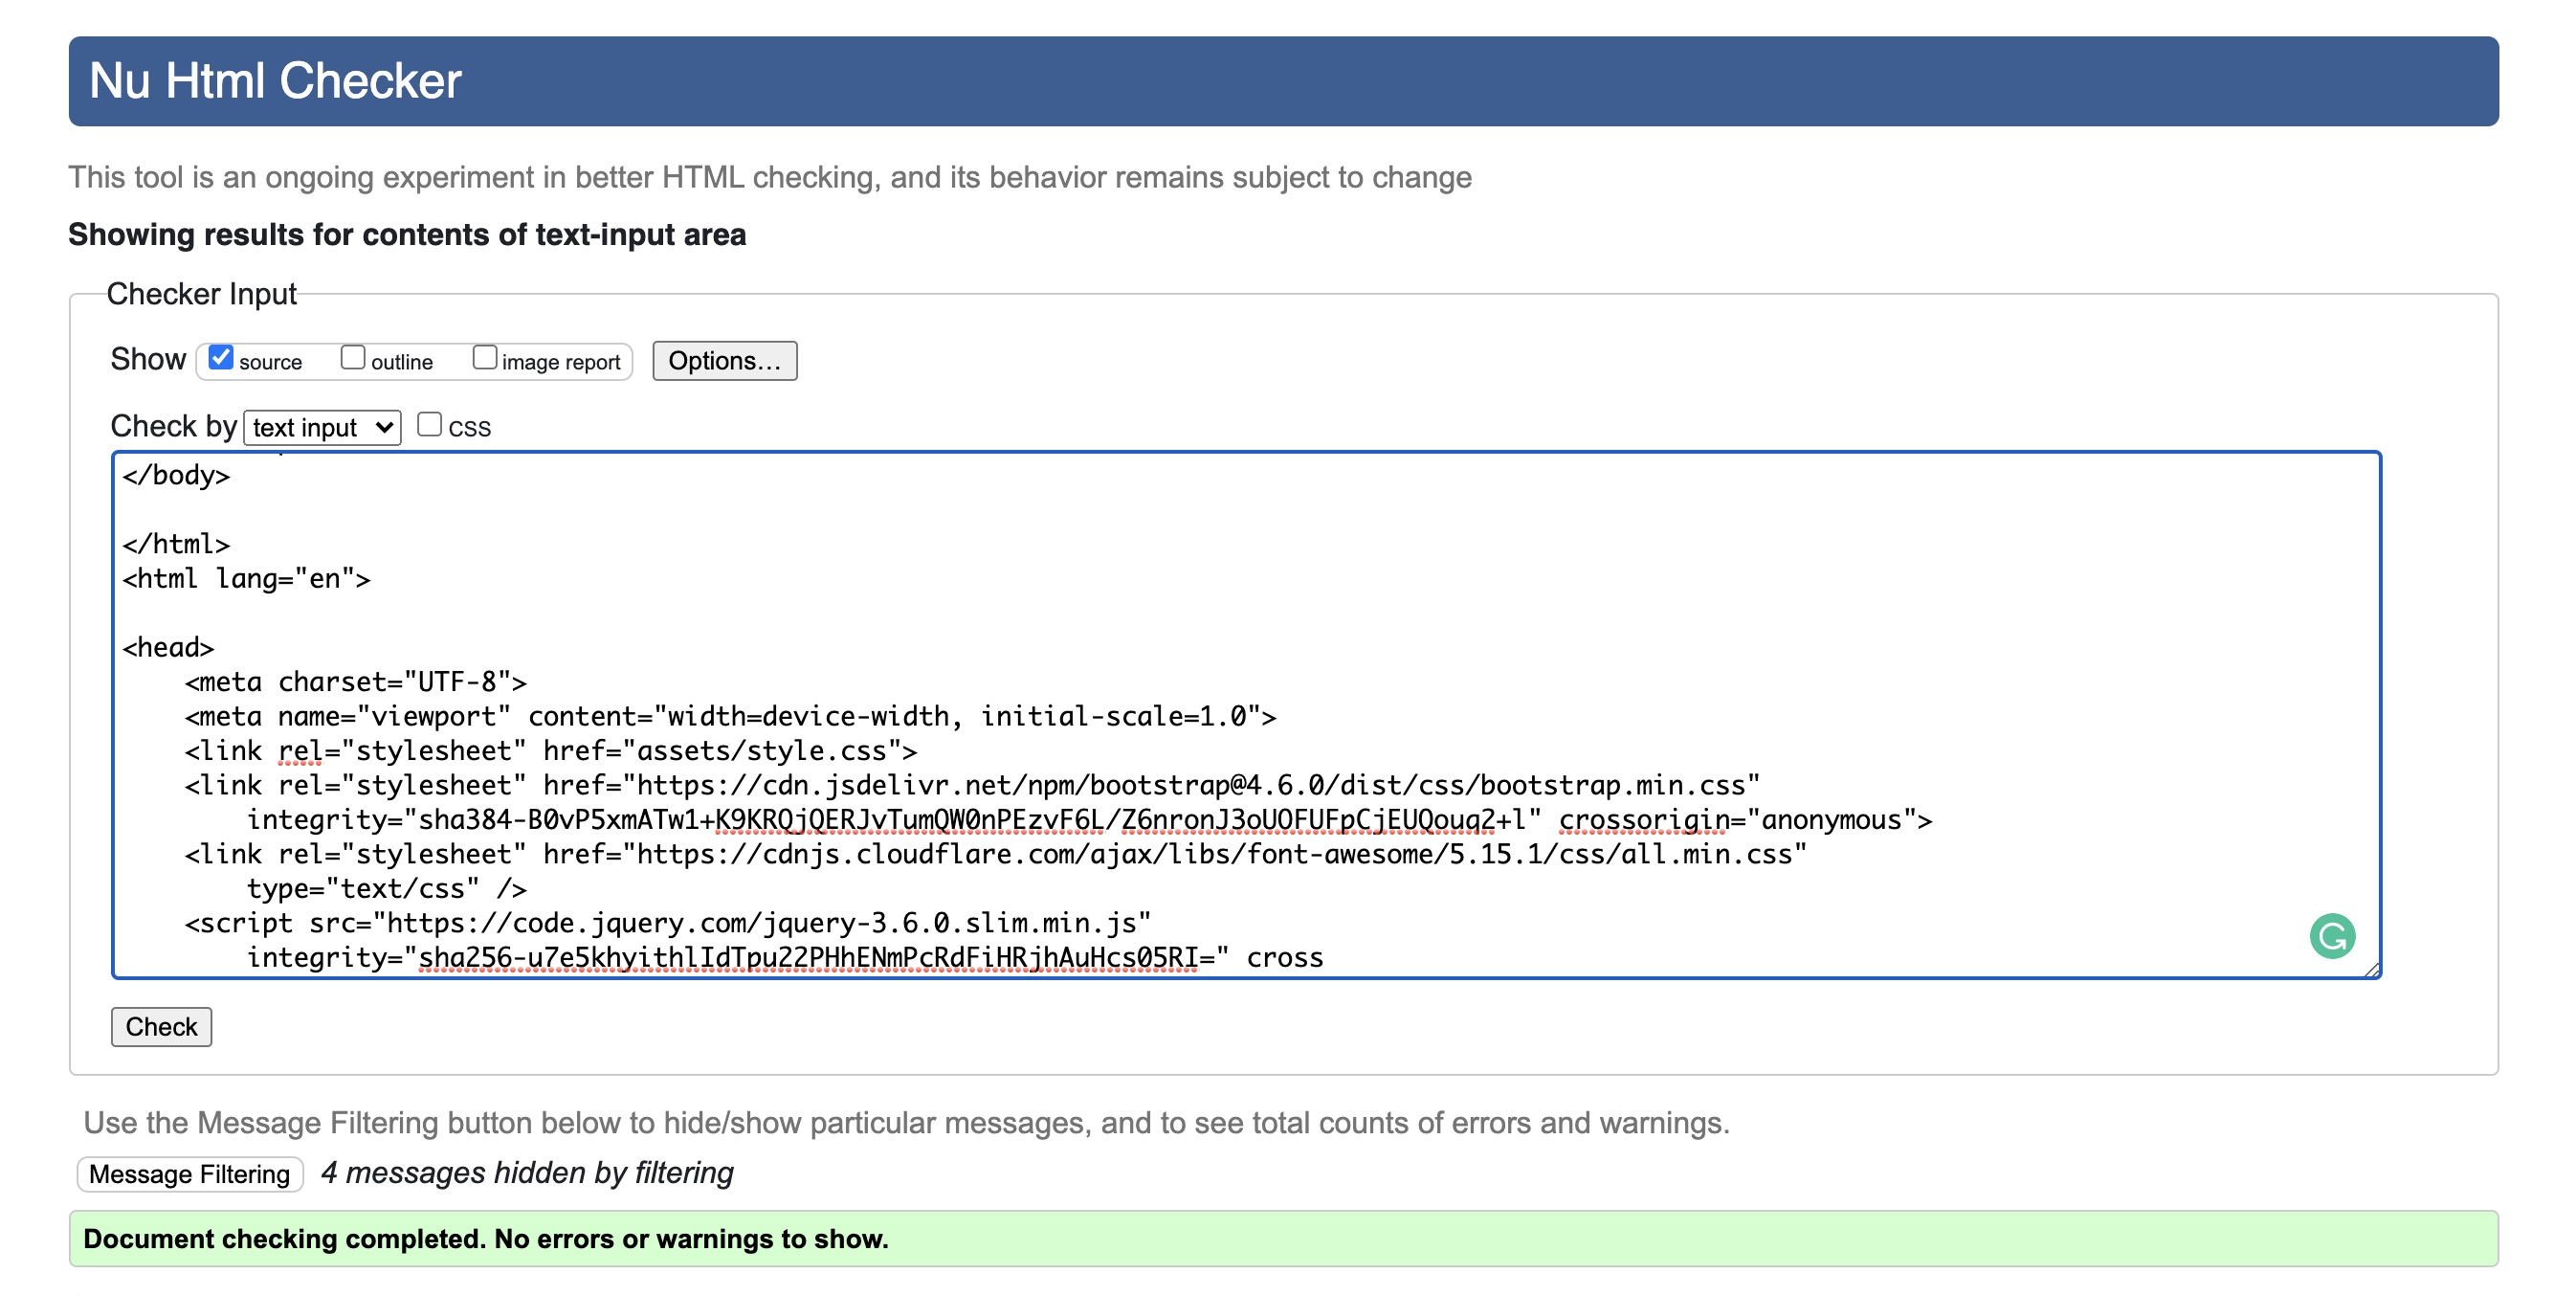 Nu Html Checker
This tool is an ongoing experiment in better HTML checking, and its behavior remains subject to change
Showing results for contents of text-input area
Checker Input
Show source outline image report Options...
Check by text input CSS
</body>
</html>
<html lang="en">
<head>
<meta charset="UTF-8">
<meta name="viewport" content="width=device-width, initial-scale=1.0">
<link rel="stylesheet" href="assets/style.css">
<link rel="stylesheet" href="https://cdn.jsdelivr.net/npm/bootstrap@4.6.0/dist/css/bootstrap.min.css"
integrity="sha384-B0vP5xmATw1+K9KRQjQERJvTumQW0nPEzvF6L/Z6nronJ3oUOFUFpCjEUQouq2+l" crossorigin="anonymous">
<link rel="stylesheet" href="https://cdnjs.cloudflare.com/ajax/libs/font-awesome/5.15.1/css/all.min.css"
type="text/css" />
<script src="https://code.jquery.com/jquery-3.6.0.slim.min.js"
integrity="sha256-u7e5khyithlIdTpu22PHhENmPcRdFiHRjhAuHcs05RI=" cross
Check
Use the Message Filtering button below to hide/show particular messages, and to see total counts of errors and warnings.
Message Filtering 4 messages hidden by filtering
Document checking completed. No errors or warnings to show.